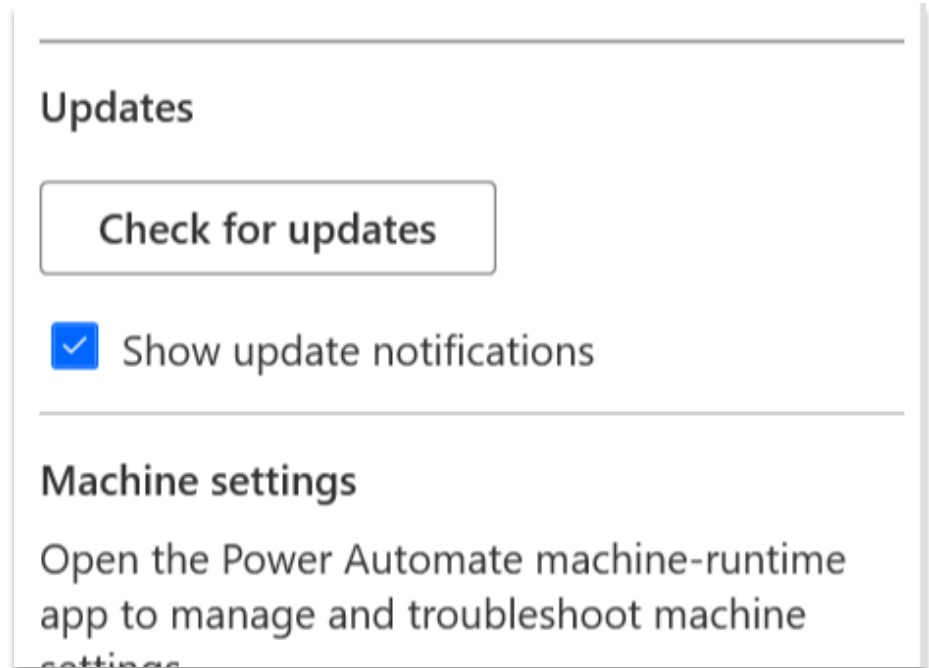 Updates
Check for updates
Show update notifications
Machine settings
Open the Power Automate machine-runtime
app to manage and troubleshoot machine
settings